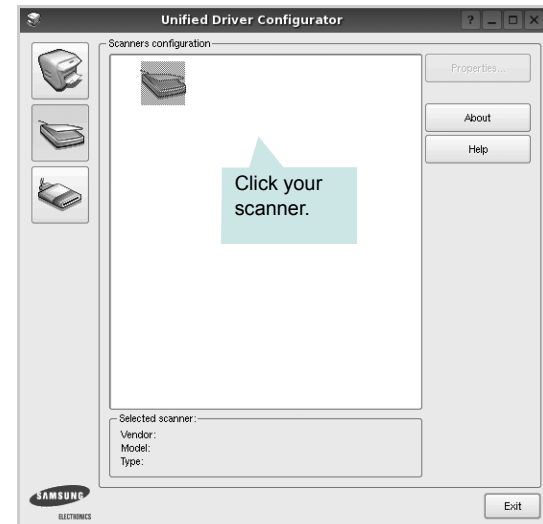 Unified Driver Configurator
Scanners configuration
Properties...
About
Help
Click your
scanner.
Selected scanner:
Vendor:
Model:
Type:
SAMSUNG
ELECTRONICS
Exit